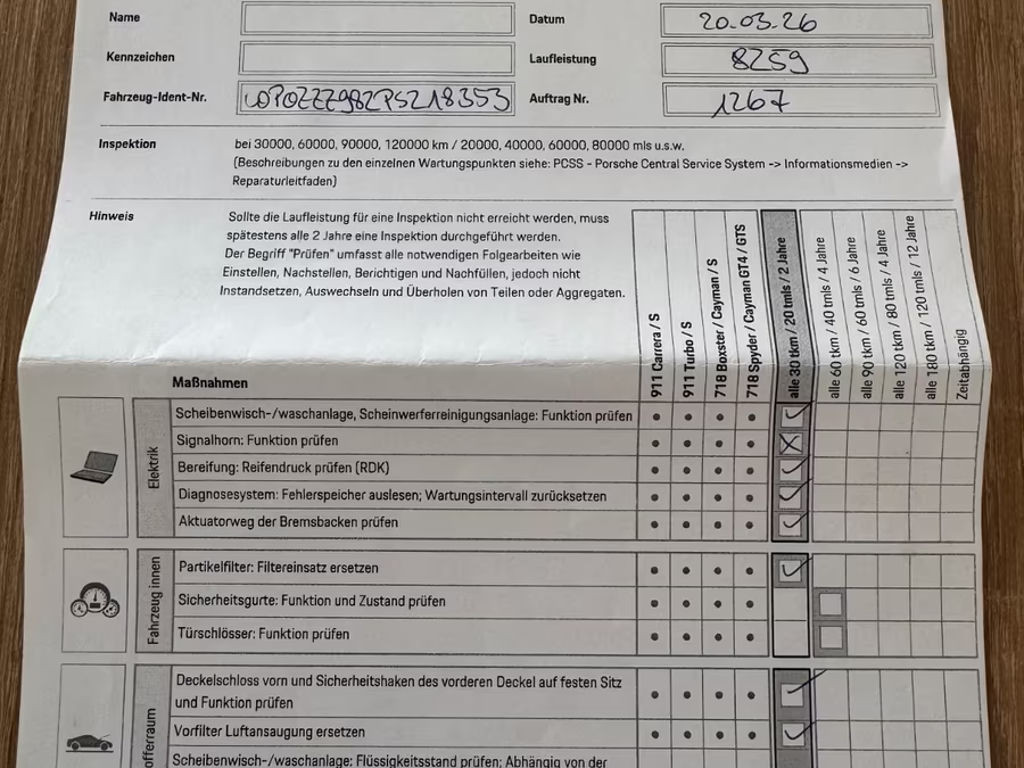 Name
Datum 20-03-26
Kennzeichen
Laufleistung 8259
Fahrzeug-Ident-Nr. WP0ZZZ98ZPS218353
Auftrag Nr. 1267
Inspektion bei 30000, 60000, 90000, 120000 km / 20000, 40000, 60000, 80000 mls u.s.w.
(Beschreibungen zu den einzelnen Wartungspunkten siehe: PCSS - Porsche Central Service System -> Informationsmedien ->
Reparaturleitfaden)
Hinweis Sollte die Laufleistung für eine Inspektion nicht erreicht werden, muss
spätestens alle 2 Jahre eine Inspektion durchgeführt werden.
Der Begriff "Prüfen" umfasst alle notwendigen Folgearbeiten wie
Einstellen, Nachstellen, Berichtigen und Nachfüllen, jedoch nicht
Instandsetzen, Auswechseln und Überholen von Teilen oder Aggregaten.
911 Carrera / S
911 Turbo / S
718 Boxster / Cayman / S
718 Spyder / Cayman GT4 / GTS
alle 30 tkm / 20 tmls / 2 Jahre
alle 60 tkm / 40 tmls / 4 Jahre
alle 90 tkm / 60 tmls / 6 Jahre
alle 120 tkm / 80 tmls / 4 Jahre
alle 180 tkm / 120 tmls / 12 Jahre
Zeitabhängig
Maßnahmen
Elektrik
Scheibenwisch-/waschanlage, Scheinwerferreinigungsanlage: Funktion prüfen
Signalhorn: Funktion prüfen
Bereifung: Reifendruck prüfen (RDK)
Diagnosesystem: Fehlerspeicher auslesen; Wartungsintervall zurücksetzen
Aktuatorweg der Bremsbacken prüfen
Fahrzeug innen
Partikelfilter: Filtereinsatz ersetzen
Sicherheitsgurte: Funktion und Zustand prüfen
Türschlösser: Funktion prüfen
offerraum
Deckelschloss vorn und Sicherheitshaken des vorderen Deckel auf festen Sitz
und Funktion prüfen
Vorfilter Luftansaugung ersetzen
Scheibenwisch-/waschanlage: Flüssigkeitsstand prüfen; Abhängig von der